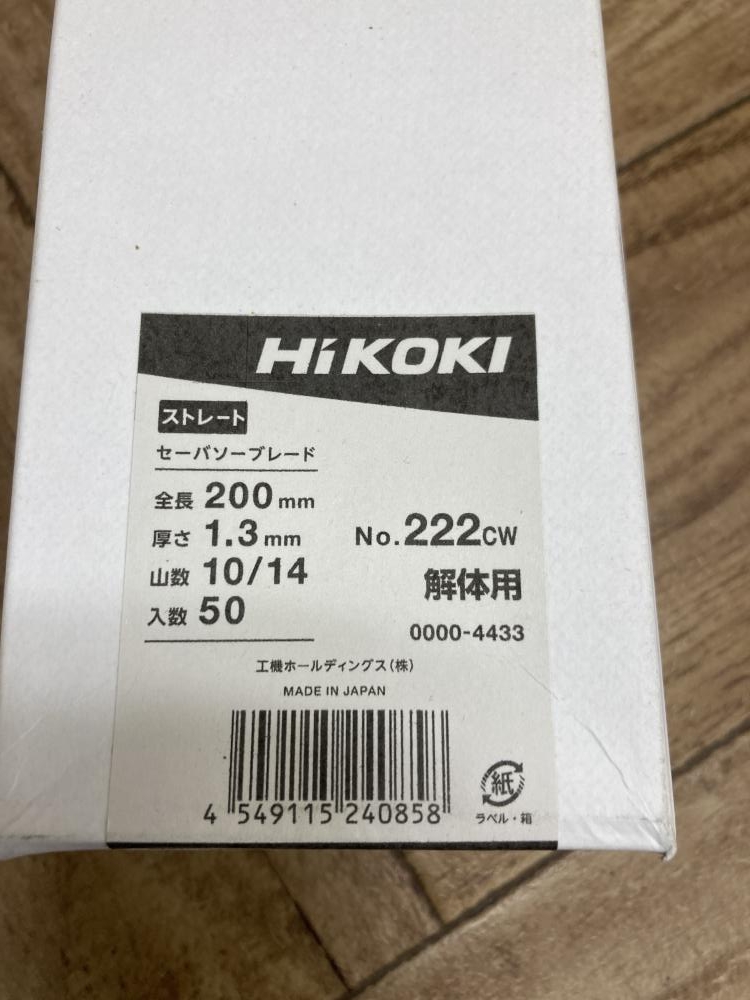 HiKOKI
ストレート
セーバソーブレード
全長 200 mm
厚さ 1.3 mm
山数 10/14
入数 50
No.222CW
解体用
0000-4433
工機ホールディングス(株)
MADE IN JAPAN
4 549115 240858
紙
ラベル・箱